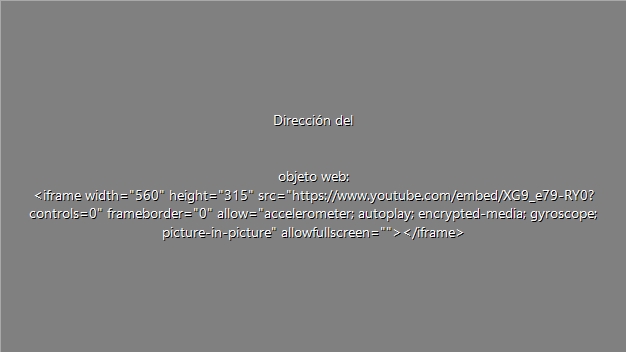 Dirección del
objeto web:
<iframe width="560" height="315" src="https://www.youtube.com/embed/XG9_e79-RY0?
controls=0" frameborder="0" allow="accelerometer; autoplay; encrypted-media; gyroscope;
picture-in-picture" allowfullscreen=""></iframe>